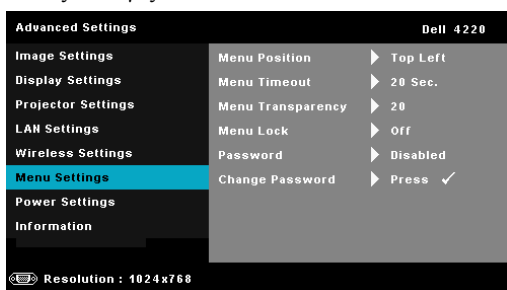 Advanced Settings Dell 4220
Image Settings Menu Position Top Left
Display Settings Menu Timeout 20 Sec.
Projector Settings Menu Transparency 20
LAN Settings Menu Lock Off
Wireless Settings Password Disabled
Menu Settings Change Password Press ✓
Power Settings
Information
Resolution : 1024x768